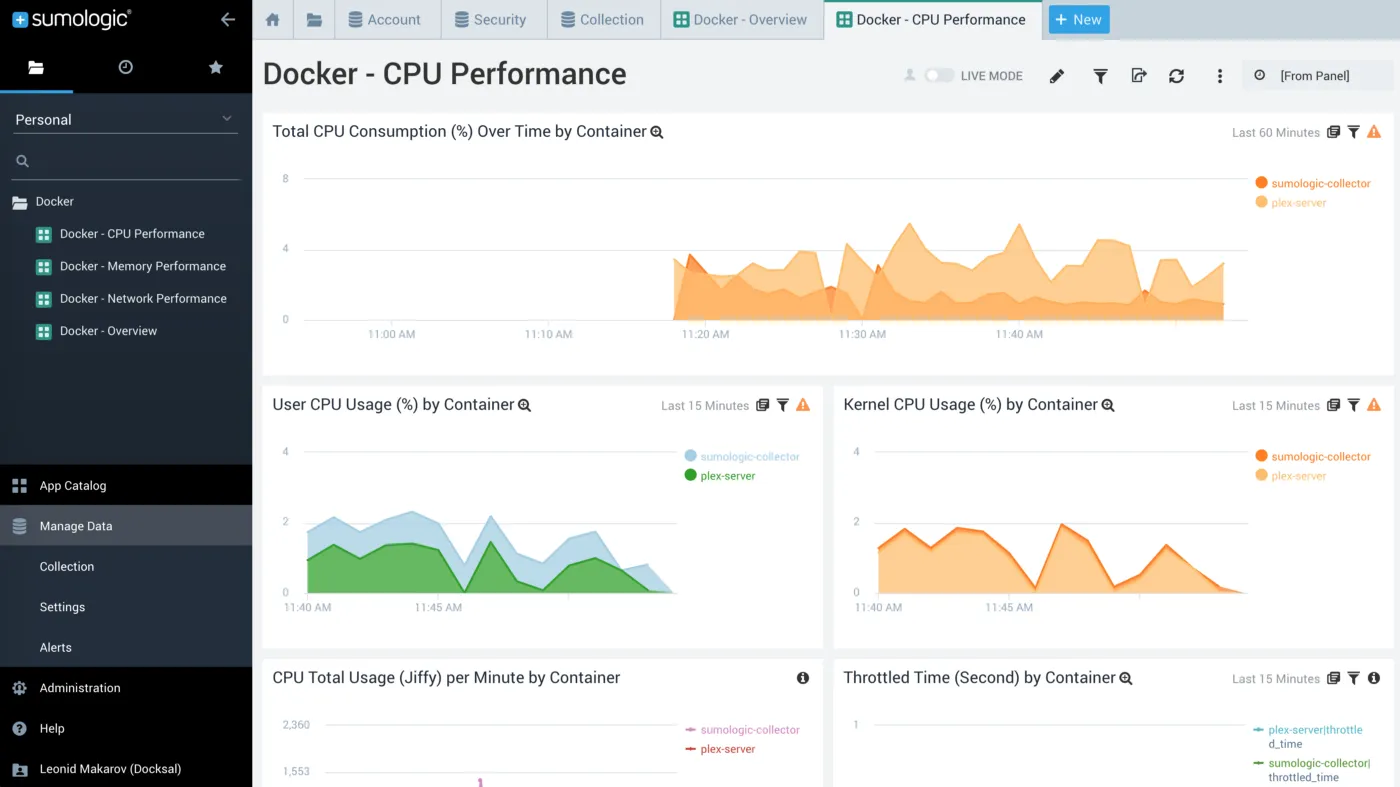 sumologic®
Account
Security
Collection
Docker - Overview
Docker - CPU Performance
+ New
Docker - CPU Performance
LIVE MODE
[From Panel]
Personal
Docker
Docker - CPU Performance
Docker - Memory Performance
Docker - Network Performance
Docker - Overview
App Catalog
Manage Data
Collection
Settings
Alerts
Administration
Help
Leonid Makarov (Docksal)
Total CPU Consumption (%) Over Time by Container
Last 60 Minutes
8
4
0
11:00 AM
11:10 AM
11:20 AM
11:30 AM
11:40 AM
sumologic-collector
plex-server
User CPU Usage (%) by Container
Last 15 Minutes
4
2
0
11:40 AM
11:45 AM
sumologic-collector
plex-server
Kernel CPU Usage (%) by Container
Last 15 Minutes
4
2
0
11:40 AM
11:45 AM
sumologic-collector
plex-server
CPU Total Usage (Jiffy) per Minute by Container
2,360
1,553
sumologic-collector
plex-server
Throttled Time (Second) by Container
Last 15 Minutes
1
plex-server|throttle
d_time
sumologic-collector|
throttled_time